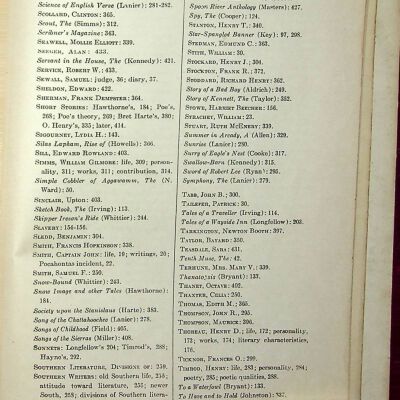 Science of English Verse (Lanier): 281-282.
SCOLLARD, CLINTON: 365.
Scout, The (Simms): 312.
Scribner's Magazine: 343.
SEAWELL, MOLLIE ELLIOTT: 339.
SEEGER, ALAN: 433.
Servant in the House, The (Kennedy): 421.
SERVICE, ROBERT W.: 433.
SEWALL, SAMUEL: judge, 36; diary, 37.
SHELDON, EDWARD: 422.
SHERMAN, FRANK DEMPSTER: 364.
SHORT STORIES: Hawthorne's, 184; Poe's,
268; Poe's theory, 269; Bret Harte's, 380;
O. Henry's, 335; later, 414.
SIGOURNEY, LYDIA H.: 143.
Silas Lapham, Rise of (Howells): 396.
SILL, EDWARD ROWLAND: 403.
SIMMS, WILLIAM GILMORE: life, 309; person-
ality, 311; works, 311; contribution, 314.
Simple Cobbler of Aggawamm, The (N.
Ward): 50.
SINCLAIR, UPTON: 403.
Sketch Book, The (Irving): 113.
Skipper Ireson's Ride (Whittier): 244.
SLAVERY: 154-156.
SLEDD, BENJAMIN: 304.
SMITH, FRANCIS HOPKINSON: 338.
SMITH, CAPTAIN JOHN: life, 19; writings, 20;
Pocahontas incident, 22.
SMITH, SAMUEL F.: 250.
Snow-Bound (Whittier): 243.
Snow Image and other Tales (Hawthorne):
184.
Society upon the Stanislaus (Harte): 383.
Song of the Chattahoochee (Lanier): 278.
Songs of Childhood (Field): 405.
Songs of the Sierras (Miller): 408.
SONNETS: Longfellow's 204; Timrod's, 288;
Hayne's, 292.
SOUTHERN LITERATURE, DIVISIONS OF: 259.
SOUTHERN WRITERS: old Southern life, 255;
attitude toward literature, 255; newer
South, 255; divisions of Southern litera-
Spoon River Anthology (Masters): 427.
Spy, The (Cooper): 124.
STANTON, HENRY T.: 340.
Star-Spangled Banner (Key): 97, 298.
STEDMAN, EDMUND C.: 363.
STITH, WILLIAM: 30.
STOCKARD, HENRY J.: 304.
STOCKTON, FRANK R.: 372.
STODDARD, RICHARD HENRY: 362.
Story of a Bad Boy (Aldrich): 249.
Story of Kennett, The (Taylor): 352.
STOWE, HARRIET BEECHER: 156.
STRACHEY, WILLIAM: 23.
STUART, RUTH MCENERY: 339.
Summer in Arcady, A (Allen): 329.
Sunrise (Lanier): 280.
Surry of Eagle's Nest (Cooke): 317.
Swallow-Barn (Kennedy): 315.
Sword of Robert Lee (Ryan): 295.
Symphony, The (Lanier): 279.
TABB, JOHN B.: 300.
TAILFER, PATRICK: 30.
Tales of a Traveller (Irving): 114.
Tales of a Wayside Inn (Longfellow): 203.
TARKINGTON, NEWTON BOOTH: 397.
TAYLOR, BAYARD: 350.
TEASDALE, SARA: 431.
Tenth Muse, The: 42.
TERHUNE, MRS. MARY V.: 339.
Thanatopsis (Bryant): 137.
THANET, OCTAVE: 402.
THAXTER, CELIA: 250.
THOMAS, EDITH M.: 365.
THOMPSON, JOHN R.: 295.
THOMPSON, MAURICE: 306.
THOREAU, HENRY D.: life, 172; personality,
173; works, 174; literary characteristics,
176.
TICKNOR, FRANCES O.: 299.
TIMROD, HENRY: life, 283; personality, 284;
poetry, 285; poetic qualities, 288.
To a Waterfowl (Bryant): 133.
To Have and to Hold (Johnston): 337.